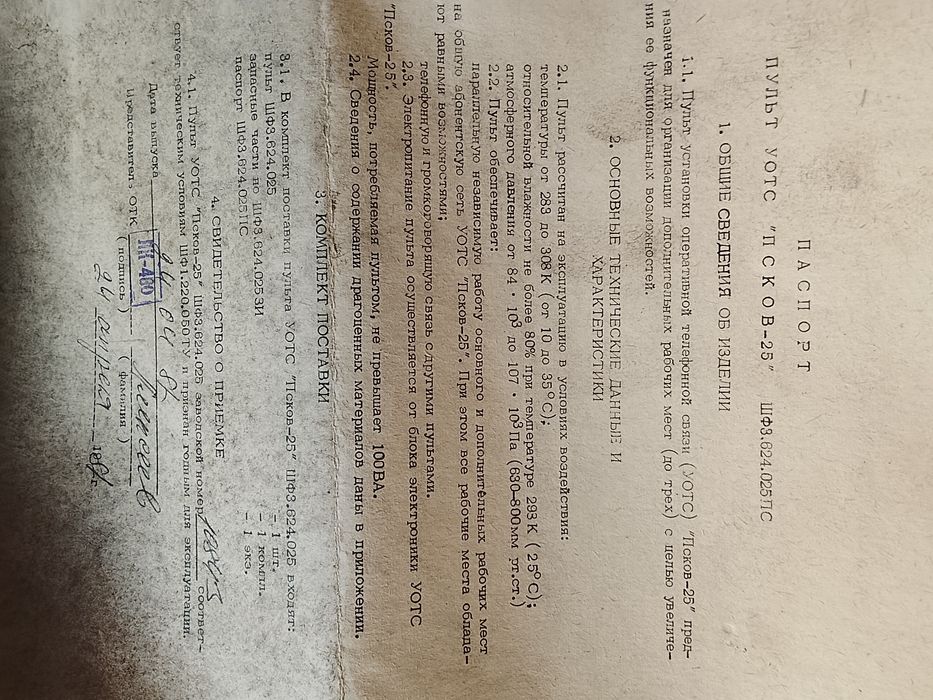 ПАСПОРТ
ПУЛЬТ УОТС "ПСКОВ-25" ШФ3.624.025ПС
1. ОБЩИЕ СВЕДЕНИЯ ОБ ИЗДЕЛИИ
1.1. Пульт установки оперативной телефонной связи (УОТС) "Псков-25" пред-
назначен для организации дополнительных рабочих мест (до трех) с целью увеличе-
ния ее функциональных возможностей.
2. ОСНОВНЫЕ ТЕХНИЧЕСКИЕ ДАННЫЕ И
ХАРАКТЕРИСТИКИ
2.1. Пульт рассчитан на эксплуатацию в условиях воздействия:
температуры от 283 до 308К (от 10 до 35°С);
относительной влажности не более 80% при температуре 293К (25°С);
атмосферного давления от 84·10³ до 107·10³Па (630-800мм рт.ст.)
2.2. Пульт обеспечивает:
параллельную независимую работу основного и дополнительных рабочих мест
на общую абонентскую сеть УОТС "Псков-25". При этом все рабочие места облада-
ют равными возможностями;
телефонную и громкоговорящую связь с другими пультами.
2.3. Электропитание пульта осуществляется от блока электроники УОТС
"Псков-25".
Мощность, потребляемая пультом, не превышает 100ВА.
2.4. Сведения о содержании драгоценных материалов даны в приложении.
3. КОМПЛЕКТ ПОСТАВКИ
3.1. В комплект поставки пульта УОТС "Псков-25" ШФ3.624.025 входят:
пульт ШФ3.624.025 - 1 шт.
запасные части по ШФ3.624.025ЗИ - 1 компл.
паспорт ШФ3.624.025ПС - 1 экз.
4. СВИДЕТЕЛЬСТВО О ПРИЕМКЕ
4.1. Пульт УОТС "Псков-25" ШФ3.624.025 заводской номер соответ-
ствует техническим условиям ШФ1.220.050ТУ и признан годным для эксплуатации.
Дата выпуска
Представитель ОТК
(подпись) (фамилия)
24 апреля